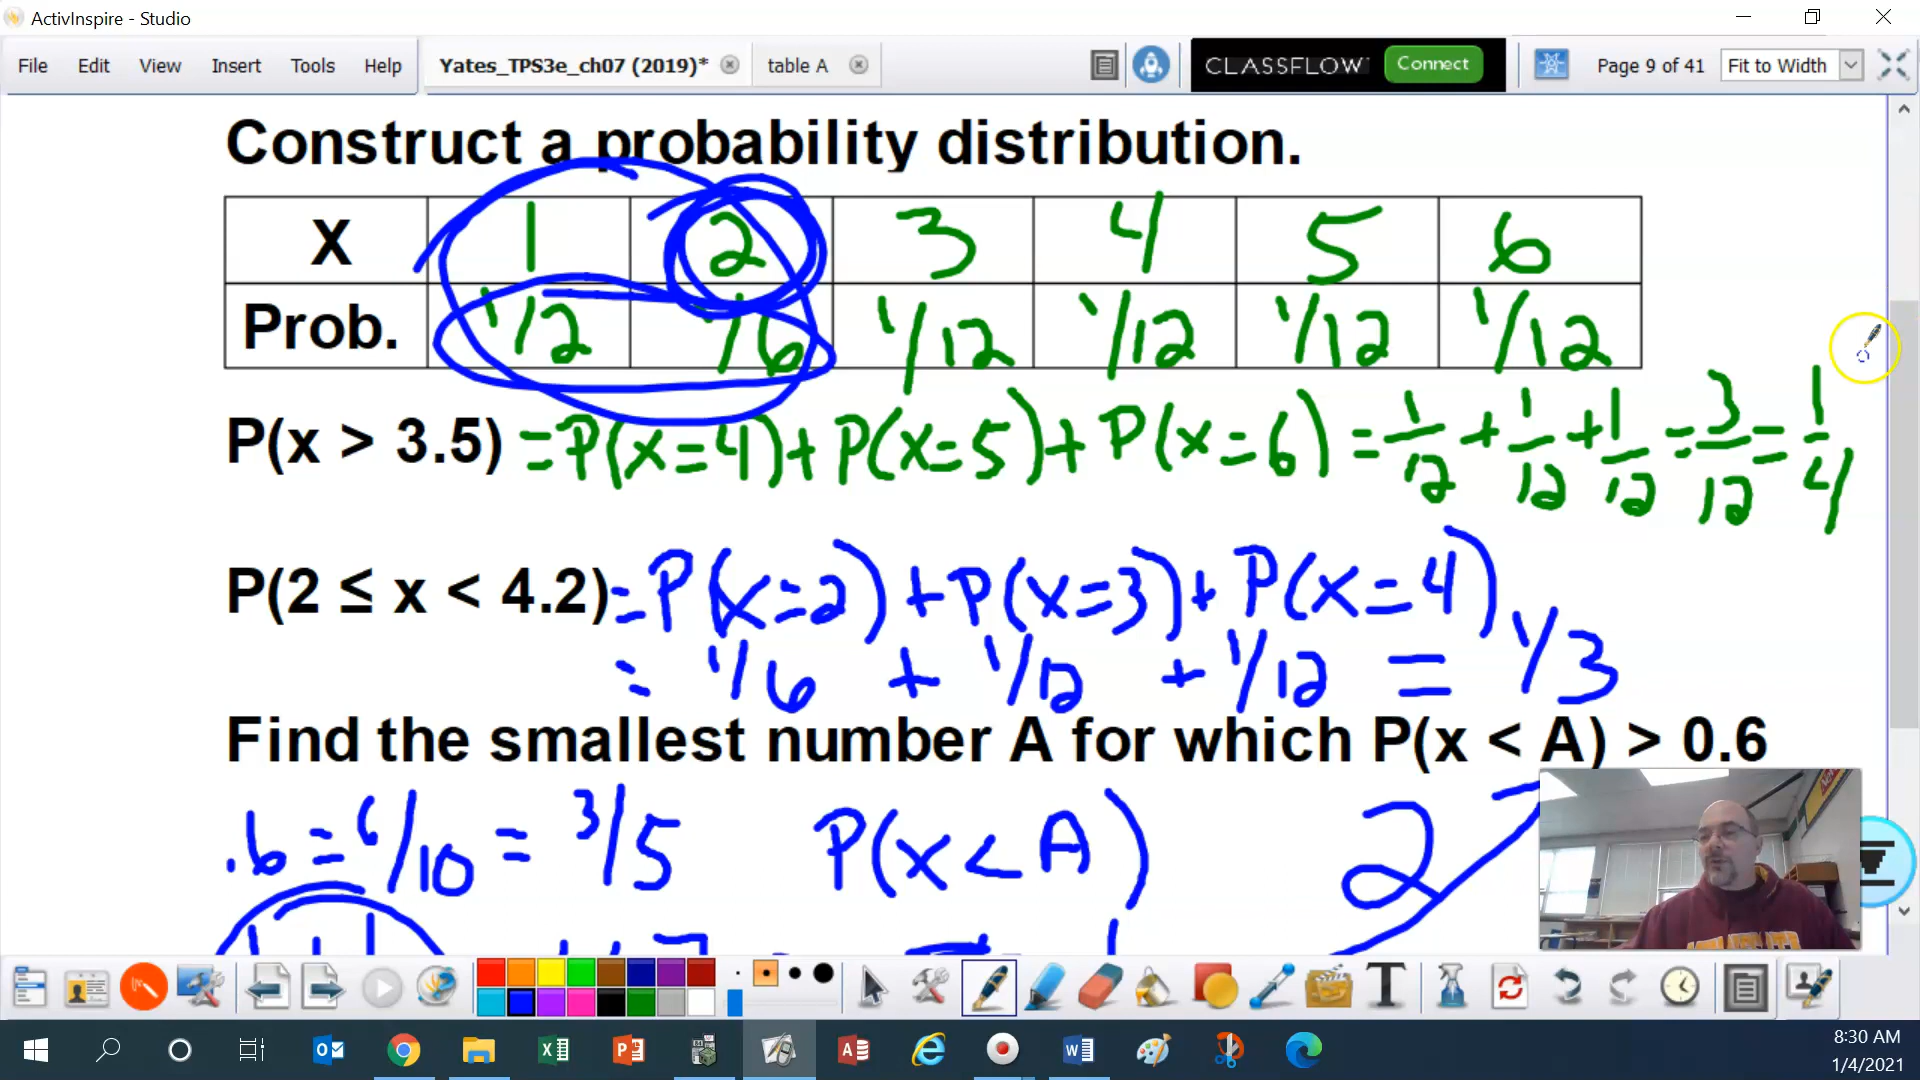 ActivInspire - Studio
File Edit View Insert Tools Help Yates_TPS3e_ch07 (2019)* table A CLASSFLOW Connect Page 9 of 41 Fit to Width
Construct a probability distribution.
X 1 2 3 4 5 6
Prob. 1/2 1/6 1/12 1/12 1/12 1/12
P(x > 3.5) = P(x=4) + P(x=5) + P(x=6) = 1/12 + 1/12 + 1/12 = 3/12 = 1/4
P(2 ≤ x < 4.2) = P(x=2) + P(x=3) + P(x=4)
= 1/6 + 1/12 + 1/12 = 1/3
Find the smallest number A for which P(x < A) > 0.6
.6 = 6/10 = 3/5 P(x < A) 2
T
8:30 AM
1/4/2021